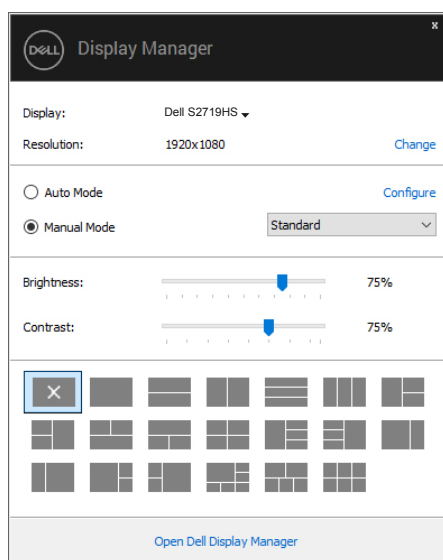 x
DELL Display Manager
Display: Dell S2719HS
Resolution: 1920x1080 Change
Auto Mode Configure
Manual Mode Standard
Brightness: 75%
Contrast: 75%
Open Dell Display Manager